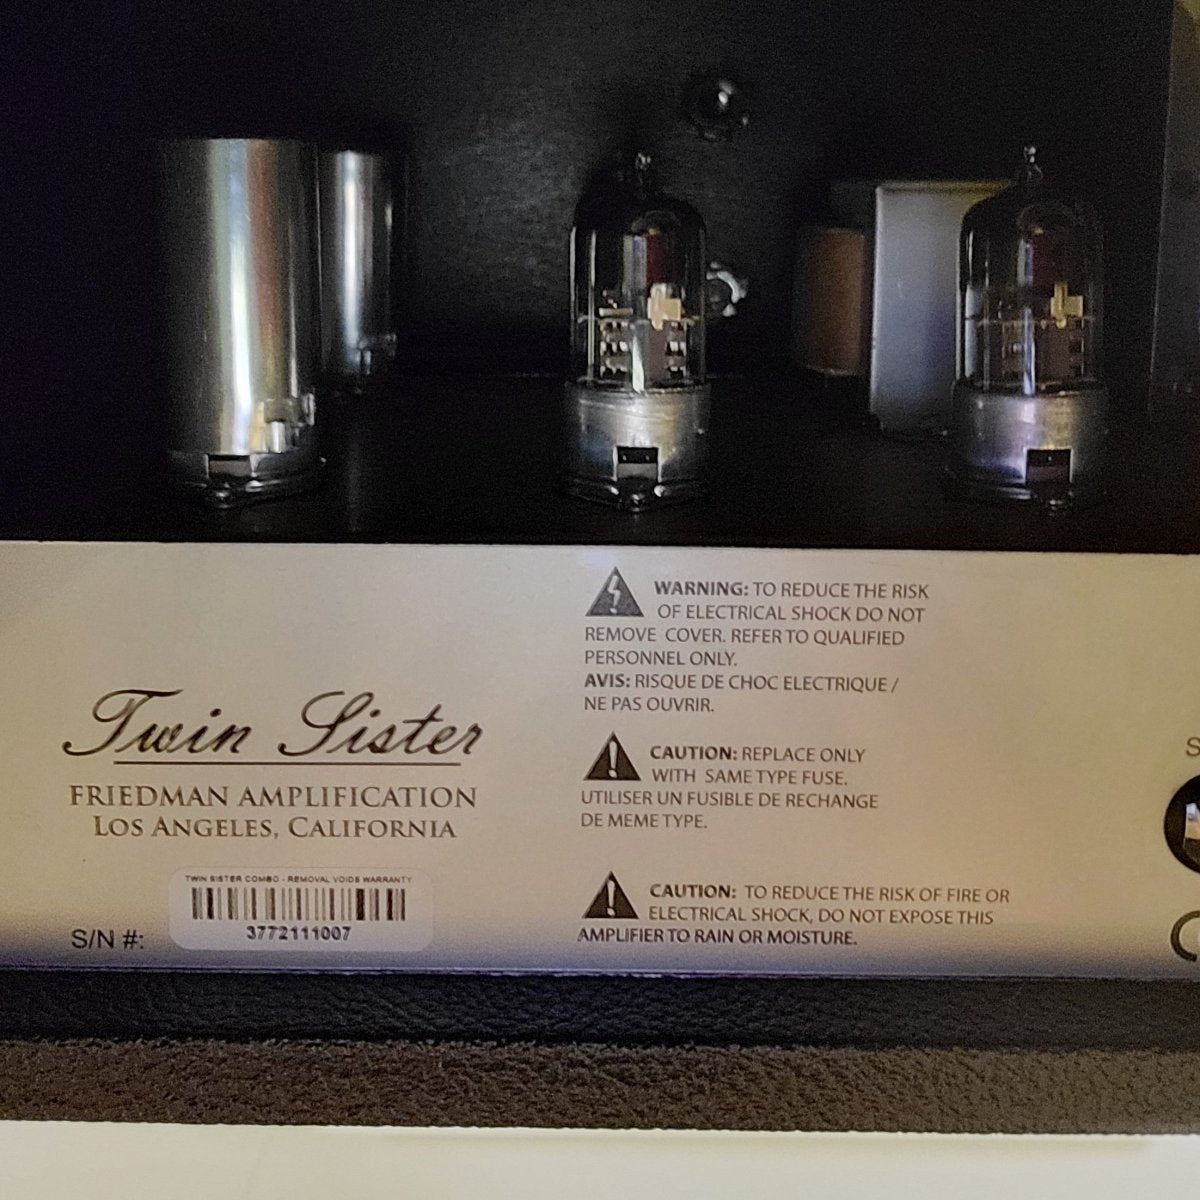 Twin Sister
FRIEDMAN AMPLIFICATION
LOS ANGELES, CALIFORNIA
TWIN SISTER COMBO - REMOVAL VOIDS WARRANTY
S/N #:
3772111007
WARNING: TO REDUCE THE RISK
OF ELECTRICAL SHOCK DO NOT
REMOVE COVER. REFER TO QUALIFIED
PERSONNEL ONLY.
AVIS: RISQUE DE CHOC ELECTRIQUE /
NE PAS OUVRIR.
CAUTION: REPLACE ONLY
WITH SAME TYPE FUSE.
UTILISER UN FUSIBLE DE RECHANGE
DE MEME TYPE.
CAUTION: TO REDUCE THE RISK OF FIRE OR
ELECTRICAL SHOCK, DO NOT EXPOSE THIS
AMPLIFIER TO RAIN OR MOISTURE.